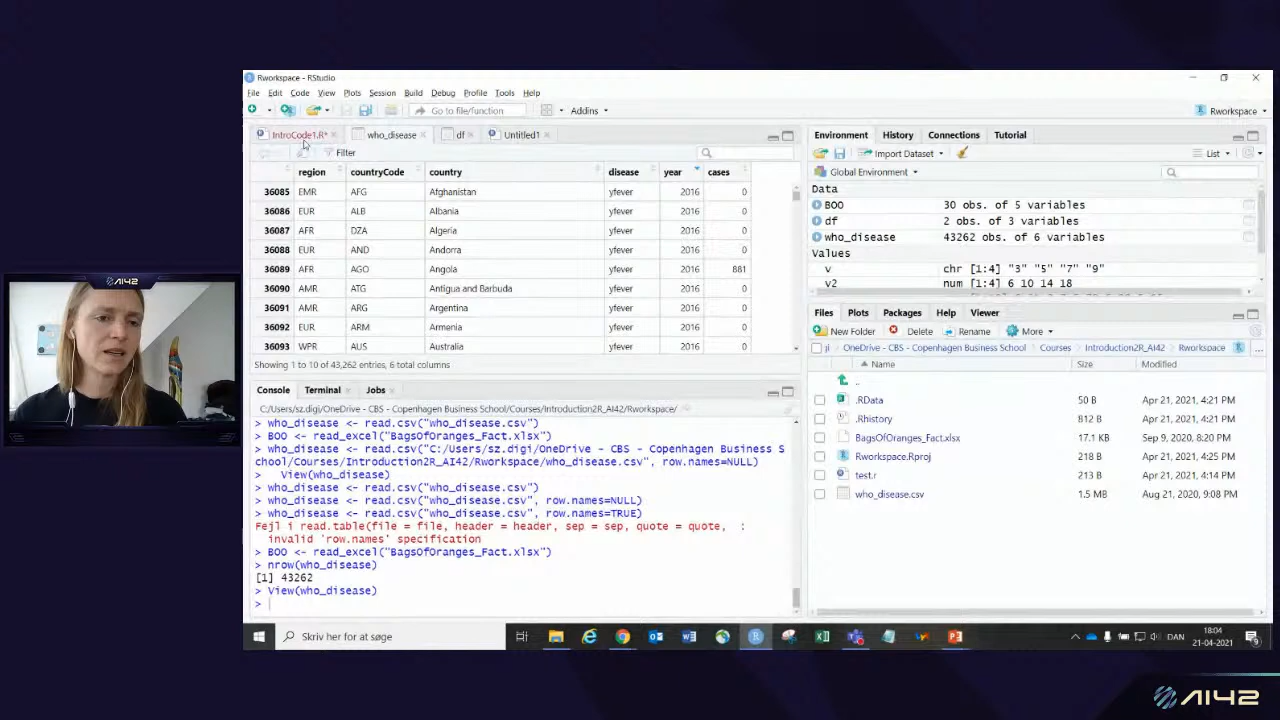 Rworkspace - RStudio
File Edit Code View Plots Session Build Debug Profile Tools Help
Go to file/function Addins Rworkspace
IntroCode1.R* who_disease df Untitled1
Filter
region countryCode country disease year cases
36085 EMR AFG Afghanistan yfever 2016 0
36086 EUR ALB Albania yfever 2016 0
36087 AFR DZA Algeria yfever 2016 0
36088 EUR AND Andorra yfever 2016 0
36089 AFR AGO Angola yfever 2016 881
36090 AMR ATG Antigua and Barbuda yfever 2016 0
36091 AMR ARG Argentina yfever 2016 0
36092 EUR ARM Armenia yfever 2016 0
36093 WPR AUS Australia yfever 2016 0
Showing 1 to 10 of 43,262 entries, 6 total columns
Console Terminal Jobs
C:/Users/sz.digi/OneDrive - CBS - Copenhagen Business School/Courses/Introduction2R_AI42/Rworkspace/
> who_disease <- read.csv("who_disease.csv")
> BOO <- read_excel("BagsOfOranges_Fact.xlsx")
> who_disease <- read.csv("C:/Users/sz.digi/OneDrive - CBS - Copenhagen Business S
chool/Courses/Introduction2R_AI42/Rworkspace/who_disease.csv", row.names=NULL)
> View(who_disease)
> who_disease <- read.csv("who_disease.csv")
> who_disease <- read.csv("who_disease.csv", row.names=NULL)
> who_disease <- read.csv("who_disease.csv", row.names=TRUE)
Fejl i read.table(file = file, header = header, sep = sep, quote = quote, :
invalid 'row.names' specification
> BOO <- read_excel("BagsOfOranges_Fact.xlsx")
> nrow(who_disease)
[1] 43262
> View(who_disease)
>
Environment History Connections Tutorial
Import Dataset List
Global Environment
Data
BOO 30 obs. of 5 variables
df 2 obs. of 3 variables
who_disease 43262 obs. of 6 variables
Values
v chr [1:4] "3" "5" "7" "9"
v2 num [1:4] 6 10 14 18
Files Plots Packages Help Viewer
New Folder Delete Rename More
OneDrive - CBS - Copenhagen Business School Courses Introduction2R_AI42 Rworkspace ...
Name Size Modified
..
.RData 50 B Apr 21, 2021, 4:21 PM
.Rhistory 812 B Apr 21, 2021, 4:21 PM
BagsOfOranges_Fact.xlsx 17.1 KB Sep 9, 2020, 8:20 PM
Rworkspace.Rproj 218 B Apr 21, 2021, 4:25 PM
test.r 213 B Apr 21, 2021, 4:14 PM
who_disease.csv 1.5 MB Aug 21, 2020, 9:08 PM
Skriv her for at søge
DAN
18:04
21-04-2021
AI42
AI42